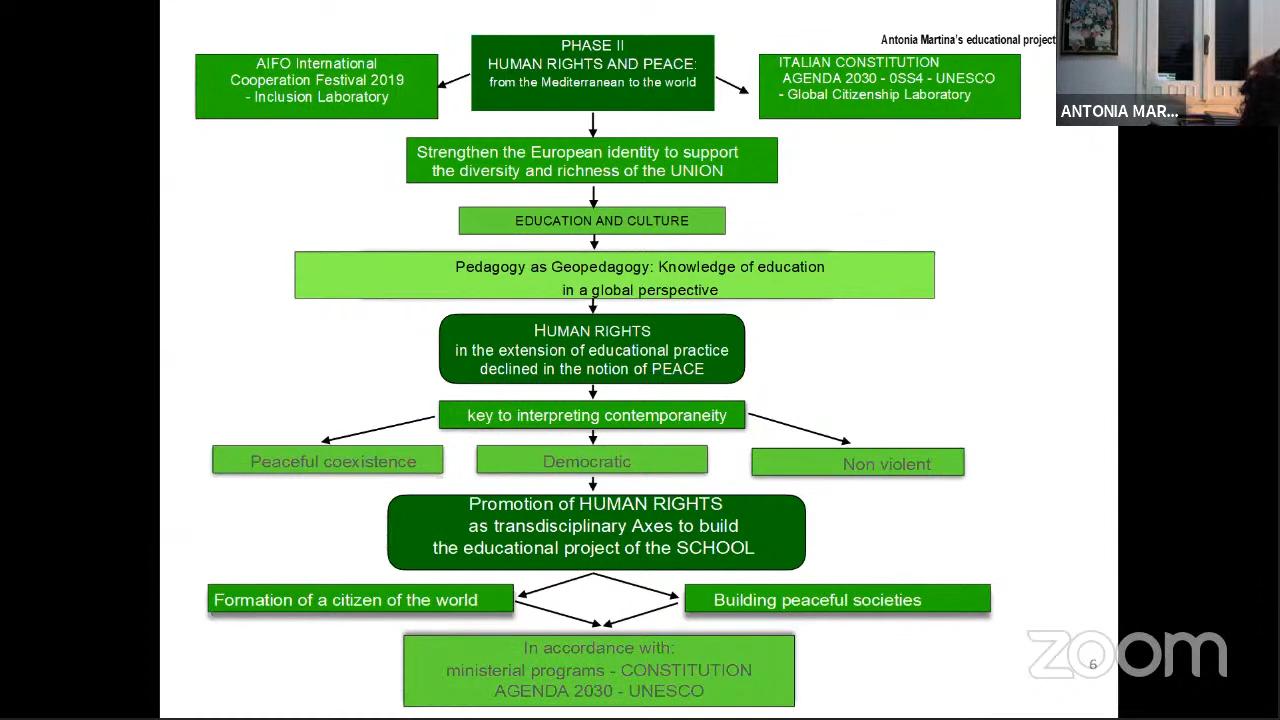 Antonia Martina's educational project
ANTONIA MAR...
PHASE II
HUMAN RIGHTS AND PEACE:
from the Mediterranean to the world
AIFO International
Cooperation Festival 2019
- Inclusion Laboratory
ITALIAN CONSTITUTION
AGENDA 2030 - 0SS4 - UNESCO
- Global Citizenship Laboratory
Strengthen the European identity to support
the diversity and richness of the UNION
EDUCATION AND CULTURE
Pedagogy as Geopedagogy: Knowledge of education
in a global perspective
HUMAN RIGHTS
in the extension of educational practice
declined in the notion of PEACE
key to interpreting contemporaneity
Peaceful coexistence
Democratic
Non violent
Promotion of HUMAN RIGHTS
as transdisciplinary Axes to build
the educational project of the SCHOOL
Formation of a citizen of the world
Building peaceful societies
In accordance with:
ministerial programs - CONSTITUTION
AGENDA 2030 - UNESCO
6
zoom